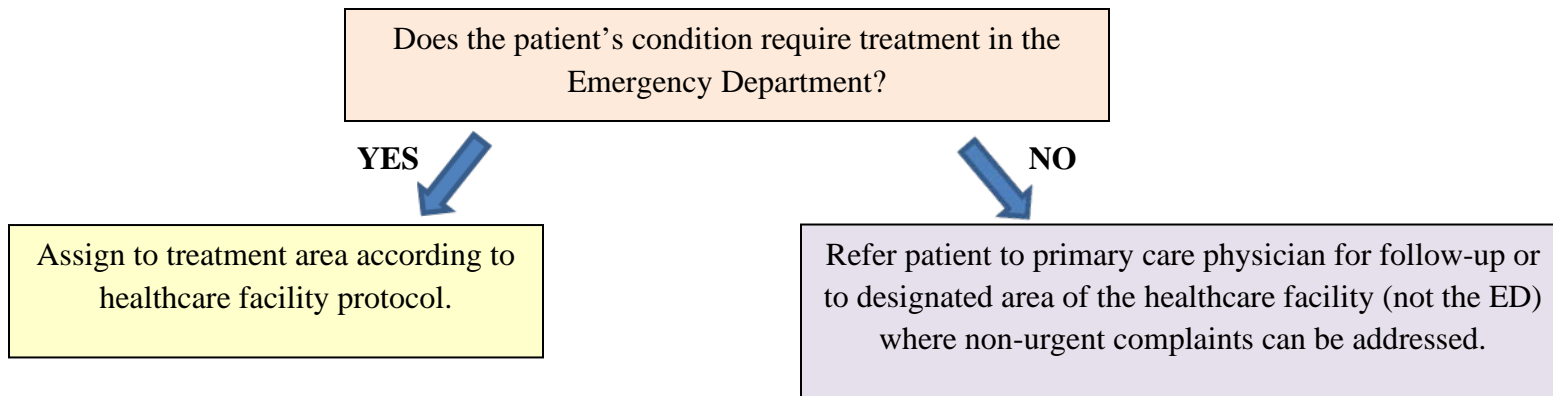 Does the patient’s condition require treatment in the
Emergency Department?
YES
NO
Assign to treatment area according to
healthcare facility protocol.
Refer patient to primary care physician for follow-up or
to designated area of the healthcare facility (not the ED)
where non-urgent complaints can be addressed.